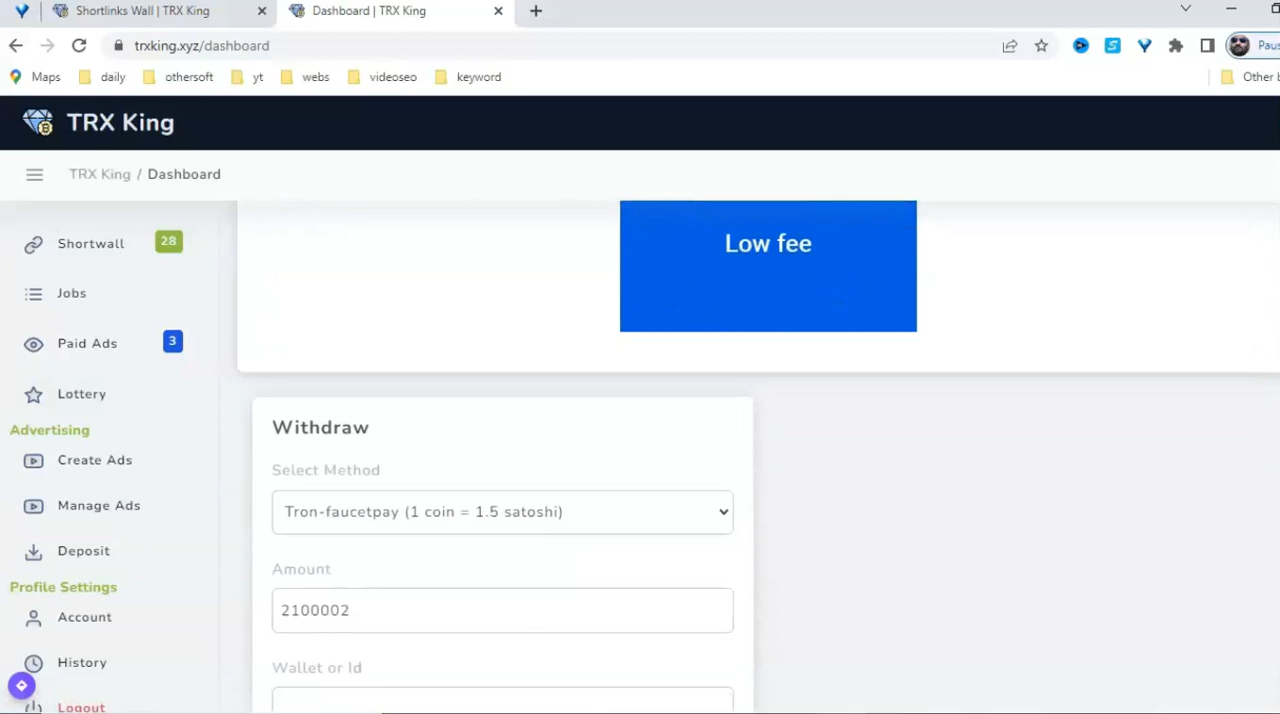 Shortlinks Wall | TRX King
Dashboard | TRX King
trxking.xyz/dashboard
Paus
Maps
daily
othersoft
yt
webs
videoseo
keyword
Other b
TRX King
TRX King / Dashboard
Shortwall
28
Jobs
Paid Ads
3
Lottery
Advertising
Create Ads
Manage Ads
Deposit
Profile Settings
Account
History
Logout
Low fee
Withdraw
Select Method
Tron-faucetpay (1 coin = 1.5 satoshi)
Amount
2100002
Wallet or Id